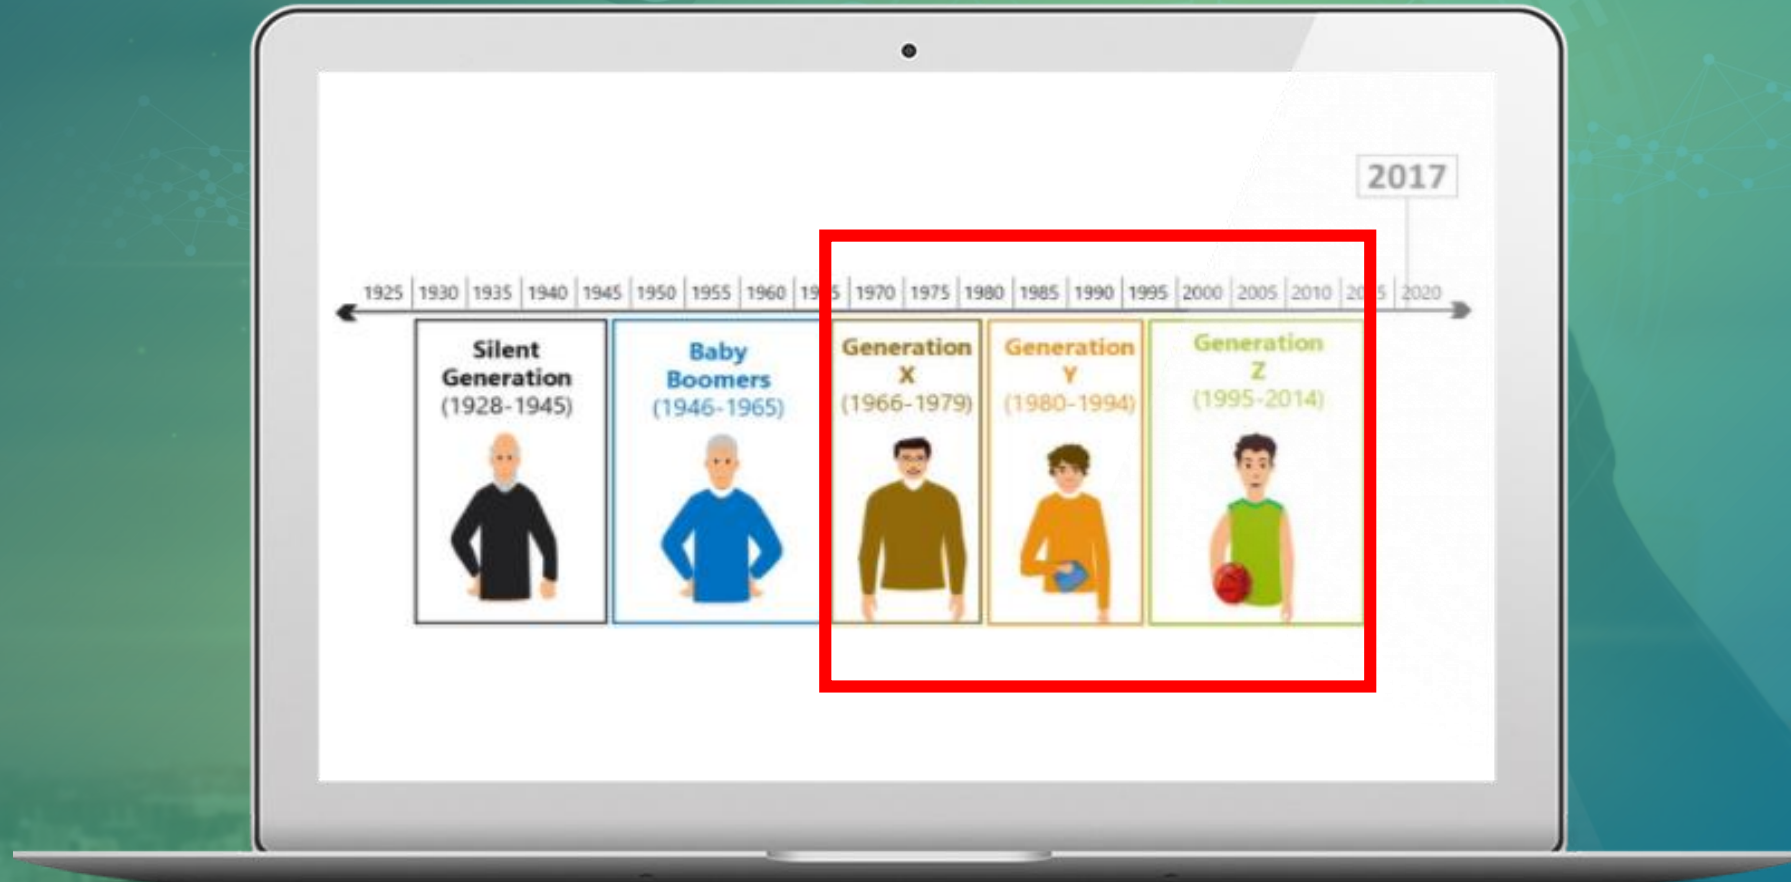 2017
1925 1930 1935 1940 1945 1950 1955 1960 1970 1975 1980 1985 1990 1995 2000 2005 2010 2020
Silent
Generation
(1928-1945)
Baby
Boomers
(1946-1965)
Generation
X
(1966-1979)
Generation
Y
(1980-1994)
Generation
Z
(1995-2014)